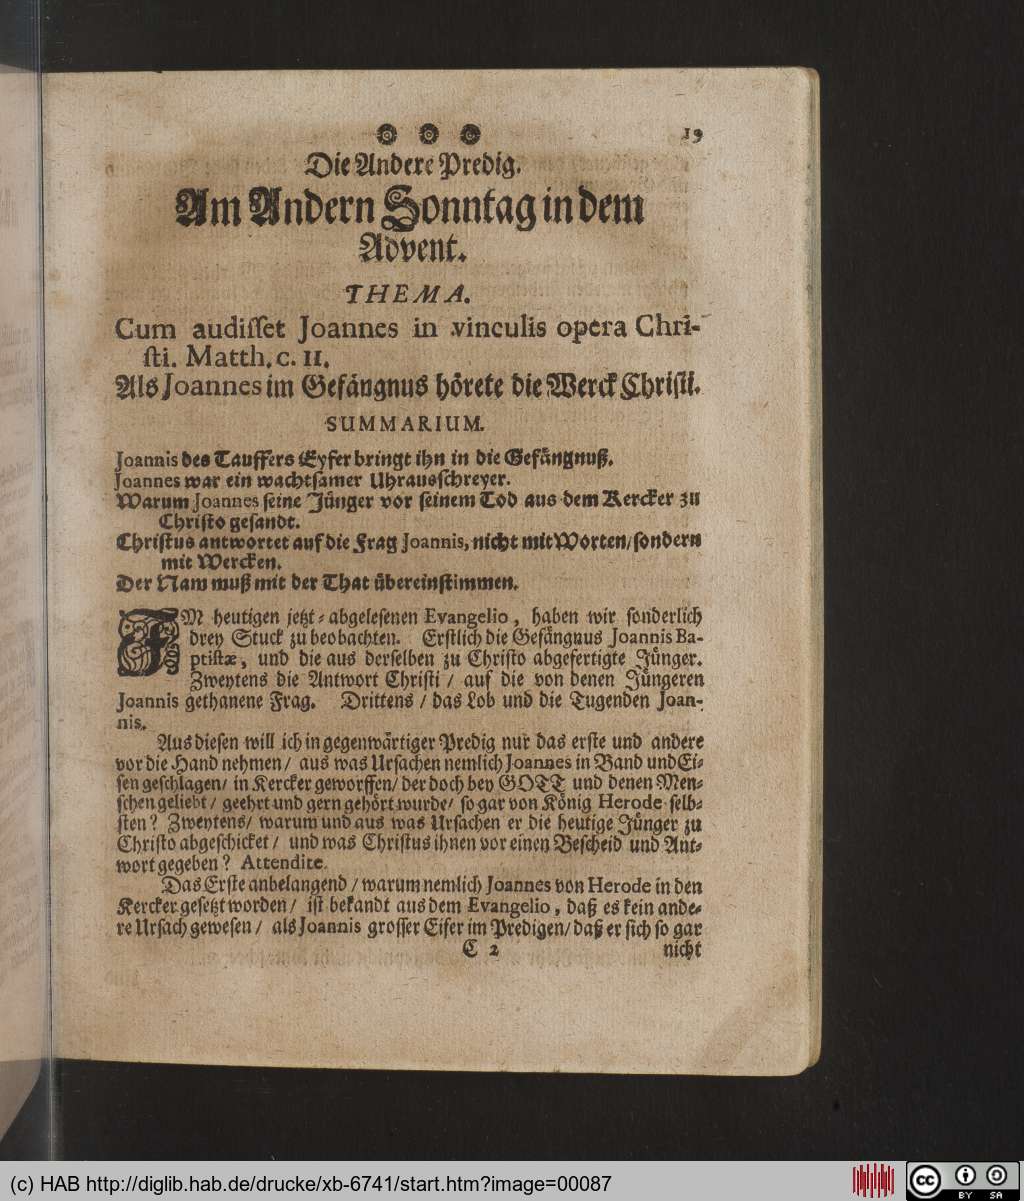 19
Die Andere Predig.
Am Andern Sonntag in dem
Advent.
THEMA.
Cum audisset Joannes in vinculis opera Chri-
sti. Matth. c. 11.
Als Joannes im Gefängnus hörete die Werck Christi.
SUMMARIUM.
Joannis des Tauffers Eyfer bringt ihn in die Gefängnuß.
Joannes war ein wachtsamer Uhrausschreyer.
Warum Joannes seine Jünger vor seinem Tod aus dem Kercker zu
Christo gesandt.
Christus antwortet auf die Frag Joannis, nicht mit Worten/ sondern
mit Wercken.
Der Nam muß mit der That übereinstimmen.
IM heutigen jetzt-abgelesenen Evangelio, haben wir sonderlich
drey Stuck zu beobachten. Erstlich die Gefängnus Joannis Ba-
ptistæ, und die aus derselben zu Christo abgefertigte Jünger.
Zweytens die Antwort Christi / auf die von denen Jüngeren
Joannis gethanene Frag. Drittens / das Lob und die Tugenden Joan-
nis.
Aus diesen will ich in gegenwärtiger Predig nur das erste und andere
vor die Hand nehmen/ aus was Ursachen nemlich Joannes in Band und Ei-
sen geschlagen/ in Kercker geworffen/ der doch bey GOTT und denen Men-
schen geliebt/ geehrt und gern gehört wurde/ so gar von König Herode selb-
sten? Zweytens/ warum und aus was Ursachen er die heutige Jünger zu
Christo abgeschicket/ und was Christus ihnen vor einen Bescheid und Ant-
wort gegeben? Attendite.
Das Erste anbelangend / warum nemlich Joannes von Herode in den
Kercker gesetzt worden/ ist bekandt aus dem Evangelio, daß es kein ande-
re Ursach gewesen/ als Joannis grosser Eifer im Predigen/ daß er sich so gar
C 2 nicht
(c) HAB http://diglib.hab.de/drucke/xb-6741/start.htm?image=00087
cc BY SA